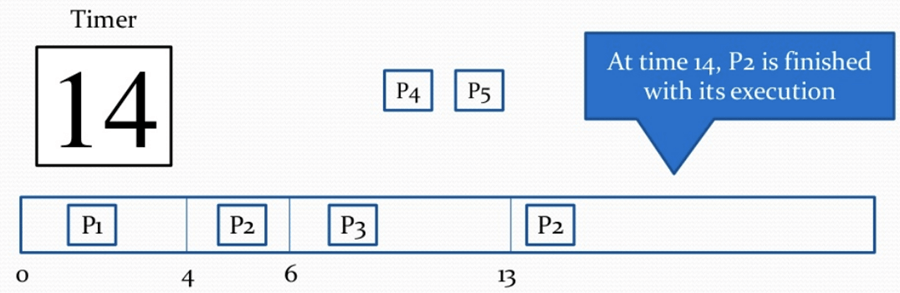 Timer
14
P4 P5
At time 14, P2 is finished
with its execution
P1 P2 P3 P2
0 4 6 13